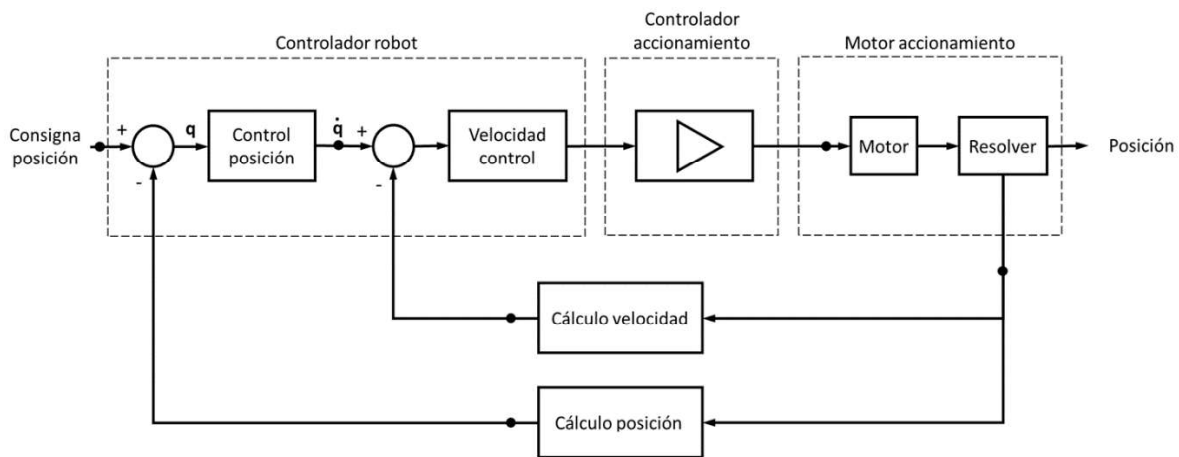 Controlador robot
Controlador
accionamiento
Motor accionamiento
Consigna
posición
+
-
q
Control
posición
q̇
+
-
Velocidad
control
Motor
Resolver
Posición
Cálculo velocidad
Cálculo posición